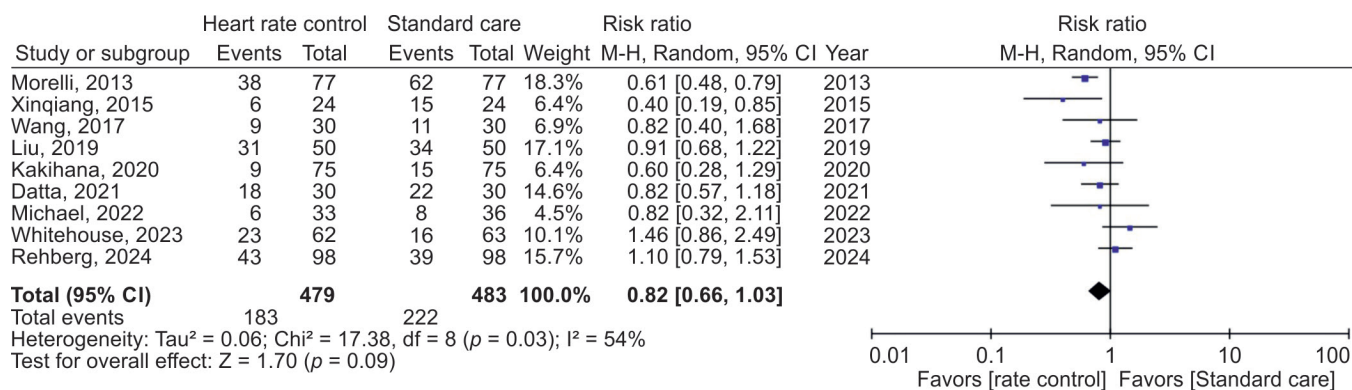 Heart rate control Standard care Risk ratio Risk ratio
Study or subgroup Events Total Events Total Weight M-H, Random, 95% CI Year M-H, Random, 95% CI
Morelli, 2013 38 77 62 77 18.3% 0.61 [0.48, 0.79] 2013
Xinqiang, 2015 6 24 15 24 6.4% 0.40 [0.19, 0.85] 2015
Wang, 2017 9 30 11 30 6.9% 0.82 [0.40, 1.68] 2017
Liu, 2019 31 50 34 50 17.1% 0.91 [0.68, 1.22] 2019
Kakihana, 2020 9 75 15 75 6.4% 0.60 [0.28, 1.29] 2020
Datta, 2021 18 30 22 30 14.6% 0.82 [0.57, 1.18] 2021
Michael, 2022 6 33 8 36 4.5% 0.82 [0.32, 2.11] 2022
Whitehouse, 2023 23 62 16 63 10.1% 1.46 [0.86, 2.49] 2023
Rehberg, 2024 43 98 39 98 15.7% 1.10 [0.79, 1.53] 2024
Total (95% CI) 479 483 100.0% 0.82 [0.66, 1.03]
Total events 183 222
Heterogeneity: Tau² = 0.06; Chi² = 17.38, df = 8 (p = 0.03); I² = 54%
Test for overall effect: Z = 1.70 (p = 0.09)
0.01 0.1 1 10 100
Favors [rate control] Favors [Standard care]